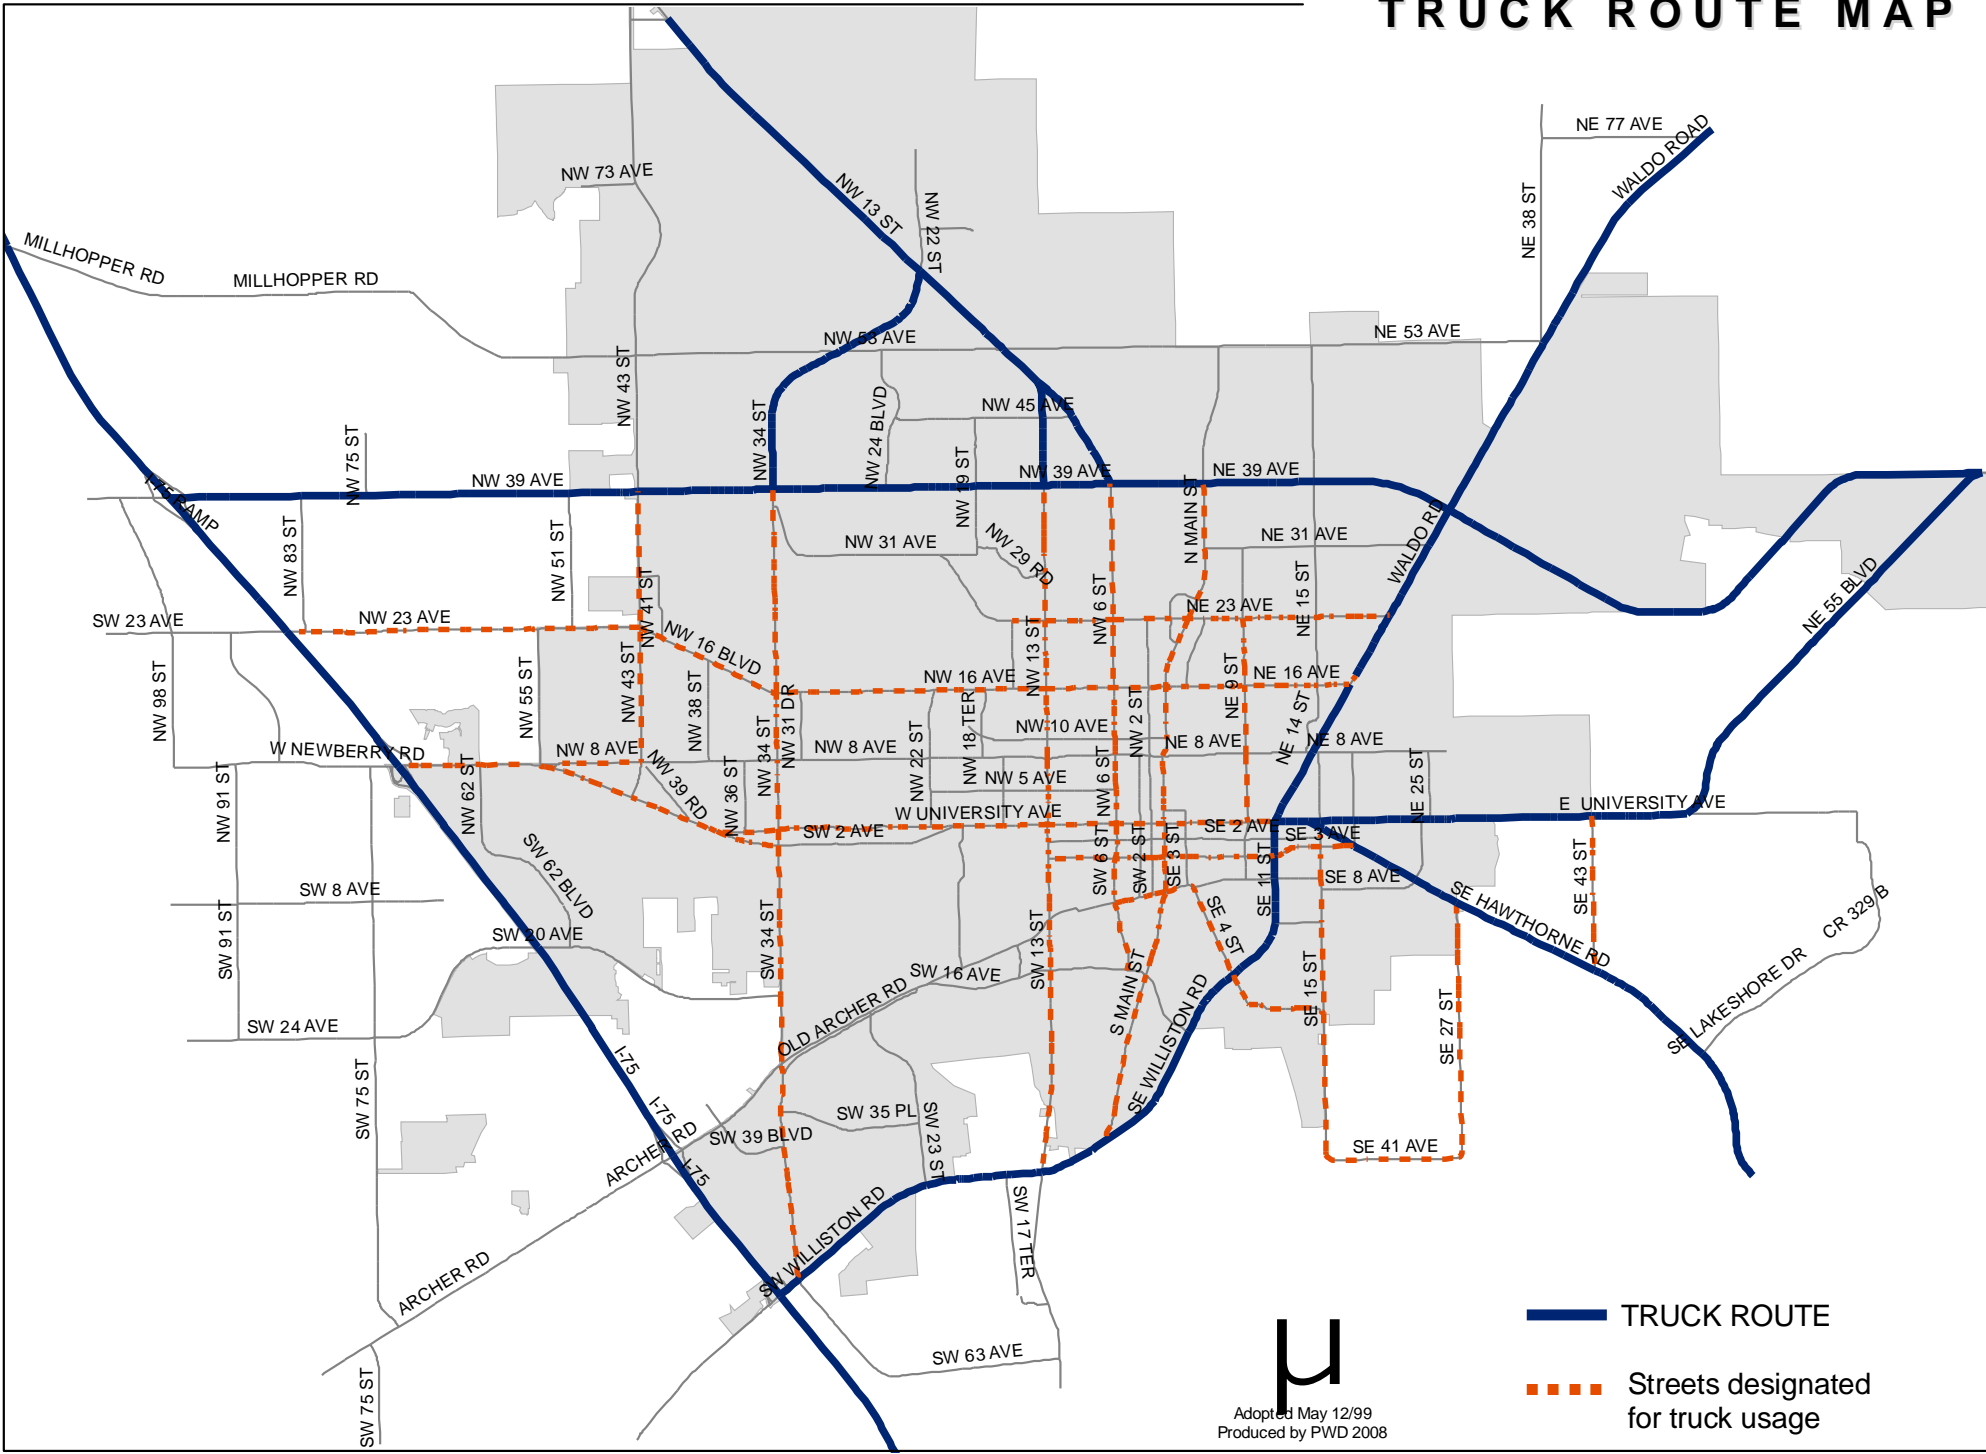 TRUCK ROUTE MAP
NE 77 AVE
WALDO ROAD
NW 73 AVE
NW 13 ST
NW 22 ST
NE 38 ST
MILLHOPPER RD
MILLHOPPER RD
NW 53 AVE
NE 53 AVE
NW 43 ST
NW 34 ST
NW 24 BLVD
NW 45 AVE
NW 75 ST
NW 39 AVE
NW 19 ST
NW 39 AVE
NE 39 AVE
I-75 RAMP
N MAIN ST
WALDO RD
NW 83 ST
NW 51 ST
NW 31 AVE
NW 29 RD
NE 31 AVE
NE 55 BLVD
NW 41 ST
NW 6 ST
NE 15 ST
SW 23 AVE
NW 23 AVE
NE 23 AVE
NW 16 BLVD
NW 98 ST
NW 55 ST
NW 43 ST
NW 38 ST
NW 34 ST
NW 31 DR
NW 16 AVE
NW 13 ST
NE 16 AVE
NE 9 ST
NE 14 ST
NW 22 ST
NW 18 TER
NW 10 AVE
NW 2 ST
W NEWBERRY RD
NW 8 AVE
NW 8 AVE
NE 8 AVE
NE 8 AVE
NW 91 ST
NW 62 ST
NW 39 RD
NW 36 ST
NW 5 AVE
NW 6 ST
NE 25 ST
W UNIVERSITY AVE
E UNIVERSITY AVE
SW 2 AVE
SE 2 AVE
SE 3 AVE
SW 62 BLVD
SW 6 ST
SW 2 ST
SE 3 ST
SE 11 ST
SE 8 AVE
SE 43 ST
SW 8 AVE
SW 91 ST
SW 20 AVE
SW 34 ST
SW 13 ST
SE 4 ST
SE HAWTHORNE RD
CR 329 B
SW 16 AVE
S MAIN ST
SE 15 ST
SE 27 ST
SE LAKESHORE DR
SW 24 AVE
OLD ARCHER RD
SE WILLISTON RD
I-75
SW 75 ST
I-75
SW 35 PL
SW 23 ST
SW 39 BLVD
ARCHER RD
I-75
SE 41 AVE
SW WILLISTON RD
SW 17 TER
ARCHER RD
SW 63 AVE
SW 75 ST
µ
Adopted May 12/99
Produced by PWD 2008
TRUCK ROUTE
Streets designated
for truck usage